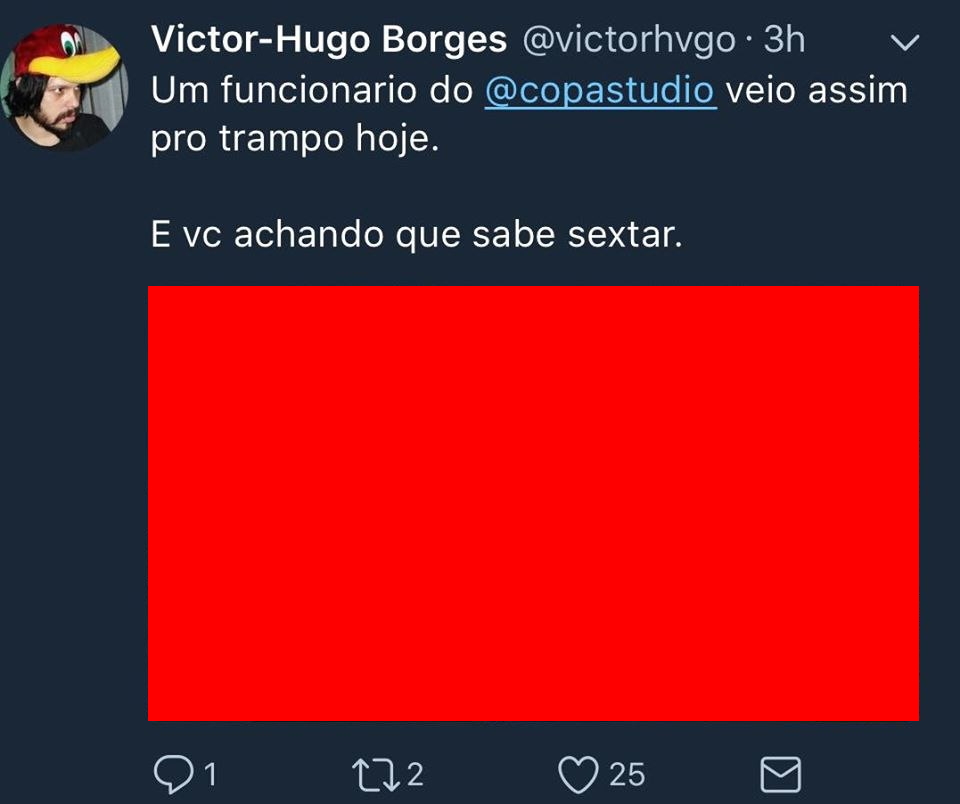 Victor-Hugo Borges @victorhvgo · 3h
Um funcionario do @copastudio veio assim
pro trampo hoje.
E vc achando que sabe sextar.
1 2 25